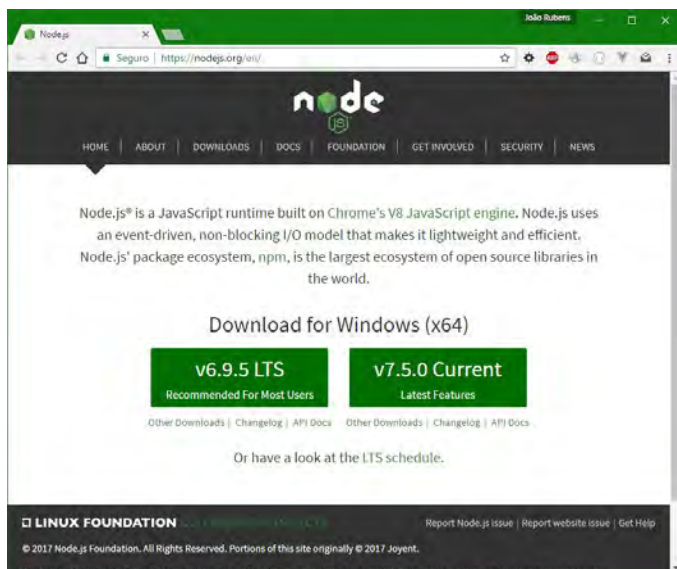 João Rubens
Node.js
Seguro | https://nodejs.org/en/
node
JS
HOME | ABOUT | DOWNLOADS | DOCS | FOUNDATION | GET INVOLVED | SECURITY | NEWS
Node.js® is a JavaScript runtime built on Chrome's V8 JavaScript engine. Node.js uses
an event-driven, non-blocking I/O model that makes it lightweight and efficient.
Node.js' package ecosystem, npm, is the largest ecosystem of open source libraries in
the world.
Download for Windows (x64)
v6.9.5 LTS
Recommended For Most Users
v7.5.0 Current
Latest Features
Other Downloads | Changelog | API Docs
Other Downloads | Changelog | API Docs
Or have a look at the LTS schedule.
LINUX FOUNDATION
Report Node.js issue | Report website issue | Get Help
© 2017 Node.js Foundation. All Rights Reserved. Portions of this site originally © 2017 Joyent.